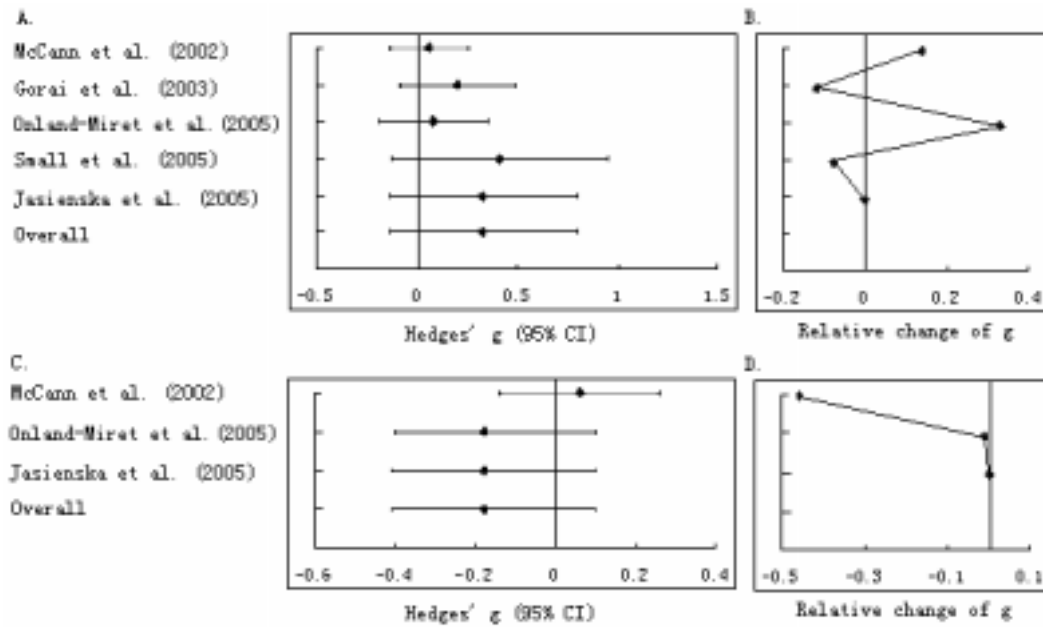 A.
McCann et al. (2002)
Gorai et al. (2003)
Onland-Miret et al. (2005)
Small et al. (2005)
Jasienska et al. (2005)
Overall
-0.5 0 0.5 1 1.5
Hedges' g (95% CI)
B.
-0.2 0 0.2 0.4
Relative change of g
C.
McCann et al. (2002)
Onland-Miret et al. (2005)
Jasienska et al. (2005)
Overall
-0.6 -0.4 -0.2 0 0.2 0.4
Hedges' g (95% CI)
D.
-0.5 -0.3 -0.1 0.1
Relative change of g